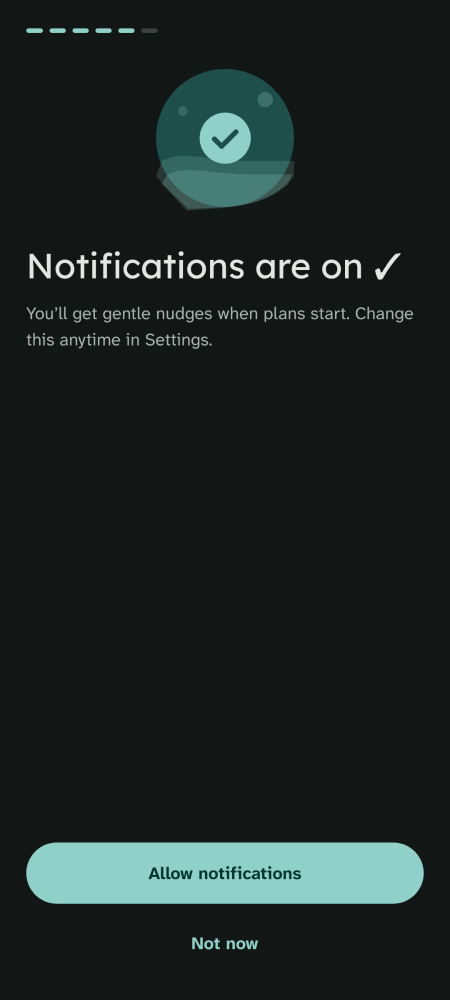 Notifications are on ✓
You’ll get gentle nudges when plans start. Change
this anytime in Settings.
Allow notifications
Not now